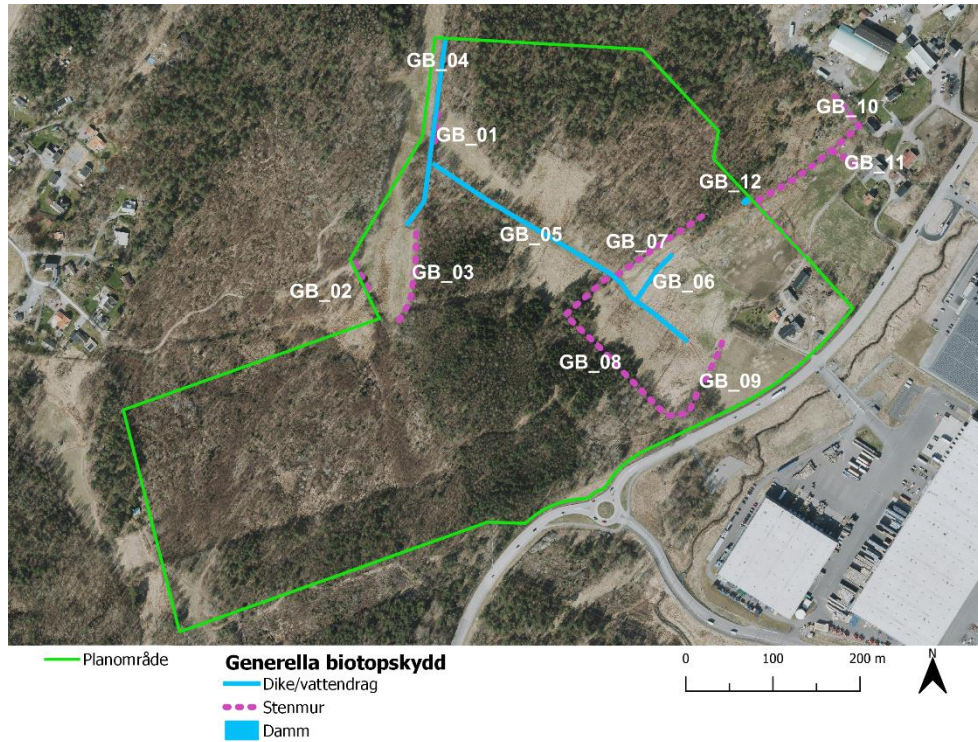 GB_04
GB_01
GB_10
GB_11
GB_12
GB_07
GB_05
GB_03
GB_02
GB_06
GB_08
GB_09
Planområde
Generella biotopskydd
Dike/vattendrag
Stenmur
Damm
0 100 200 m
N